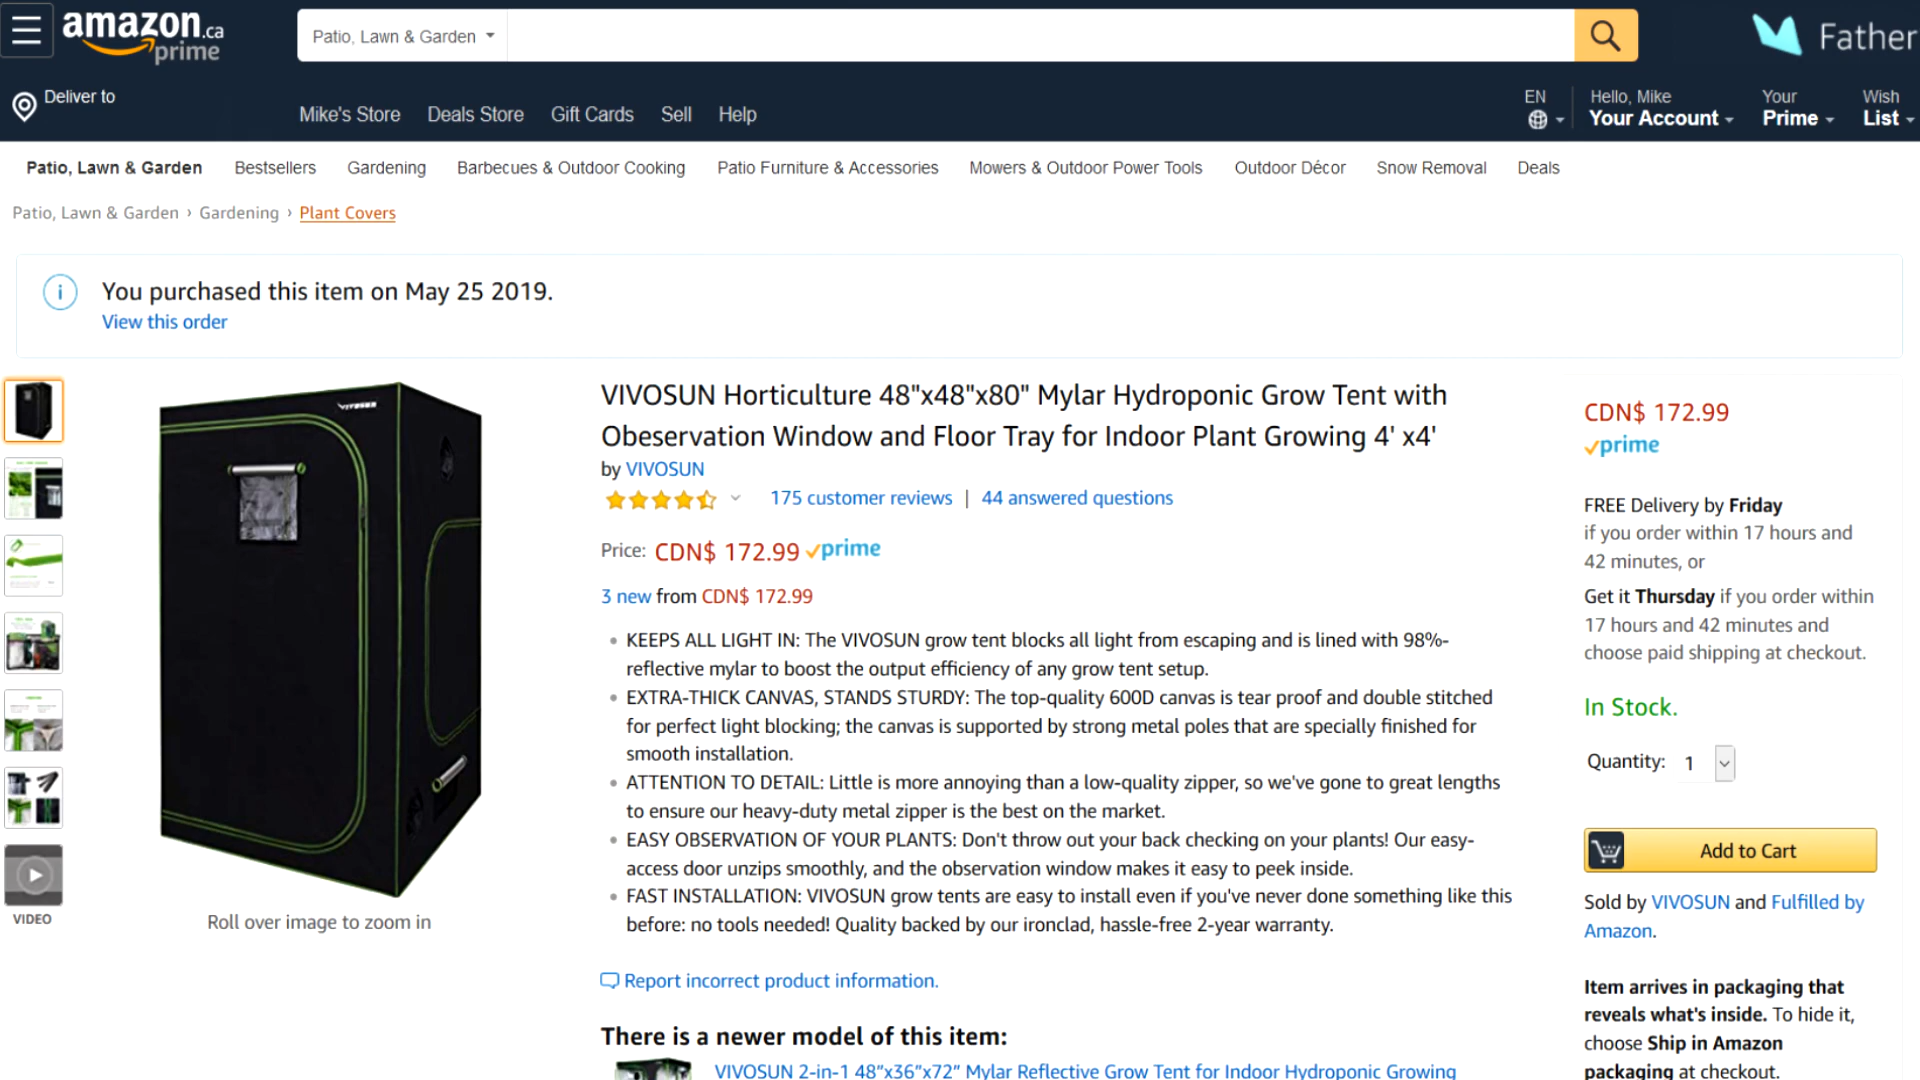 amazon.ca
prime
Patio, Lawn & Garden
Father
Deliver to
Mike's Store
Deals Store
Gift Cards
Sell
Help
EN
Hello, Mike
Your Account
Your
Prime
Wish
List
Patio, Lawn & Garden
Bestsellers
Gardening
Barbecues & Outdoor Cooking
Patio Furniture & Accessories
Mowers & Outdoor Power Tools
Outdoor Décor
Snow Removal
Deals
Patio, Lawn & Garden › Gardening › Plant Covers
You purchased this item on May 25 2019.
View this order
VIVOSUN
VIDEO
Roll over image to zoom in
VIVOSUN Horticulture 48"x48"x80" Mylar Hydroponic Grow Tent with
Obeservation Window and Floor Tray for Indoor Plant Growing 4' x4'
by VIVOSUN
175 customer reviews | 44 answered questions
Price: CDN$ 172.99 prime
3 new from CDN$ 172.99
KEEPS ALL LIGHT IN: The VIVOSUN grow tent blocks all light from escaping and is lined with 98%-
reflective mylar to boost the output efficiency of any grow tent setup.
EXTRA-THICK CANVAS, STANDS STURDY: The top-quality 600D canvas is tear proof and double stitched
for perfect light blocking; the canvas is supported by strong metal poles that are specially finished for
smooth installation.
ATTENTION TO DETAIL: Little is more annoying than a low-quality zipper, so we've gone to great lengths
to ensure our heavy-duty metal zipper is the best on the market.
EASY OBSERVATION OF YOUR PLANTS: Don't throw out your back checking on your plants! Our easy-
access door unzips smoothly, and the observation window makes it easy to peek inside.
FAST INSTALLATION: VIVOSUN grow tents are easy to install even if you've never done something like this
before: no tools needed! Quality backed by our ironclad, hassle-free 2-year warranty.
Report incorrect product information.
There is a newer model of this item:
VIVOSUN 2-in-1 48"x36"x72" Mylar Reflective Grow Tent for Indoor Hydroponic Growing
CDN$ 172.99
prime
FREE Delivery by Friday
if you order within 17 hours and
42 minutes, or
Get it Thursday if you order within
17 hours and 42 minutes and
choose paid shipping at checkout.
In Stock.
Quantity: 1
Add to Cart
Sold by VIVOSUN and Fulfilled by
Amazon.
Item arrives in packaging that
reveals what's inside. To hide it,
choose Ship in Amazon
packaging at checkout.